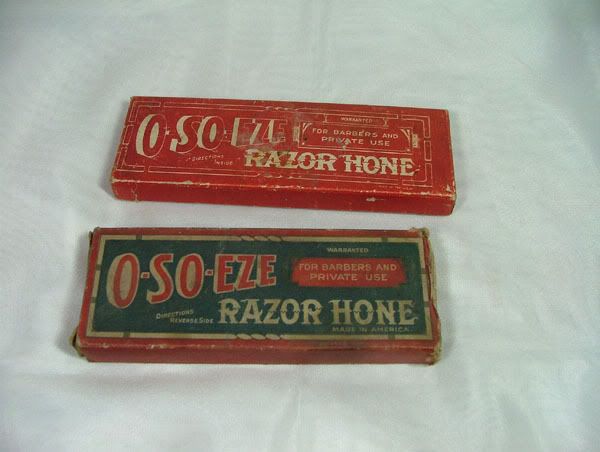 O-SO-EZE
WARRANTED
FOR BARBERS AND
PRIVATE USE
DIRECTIONS
INSIDE
RAZOR HONE
O-SO-EZE
WARRANTED
FOR BARBERS AND
PRIVATE USE
DIRECTIONS
REVERSE SIDE
RAZOR HONE
MADE IN AMERICA